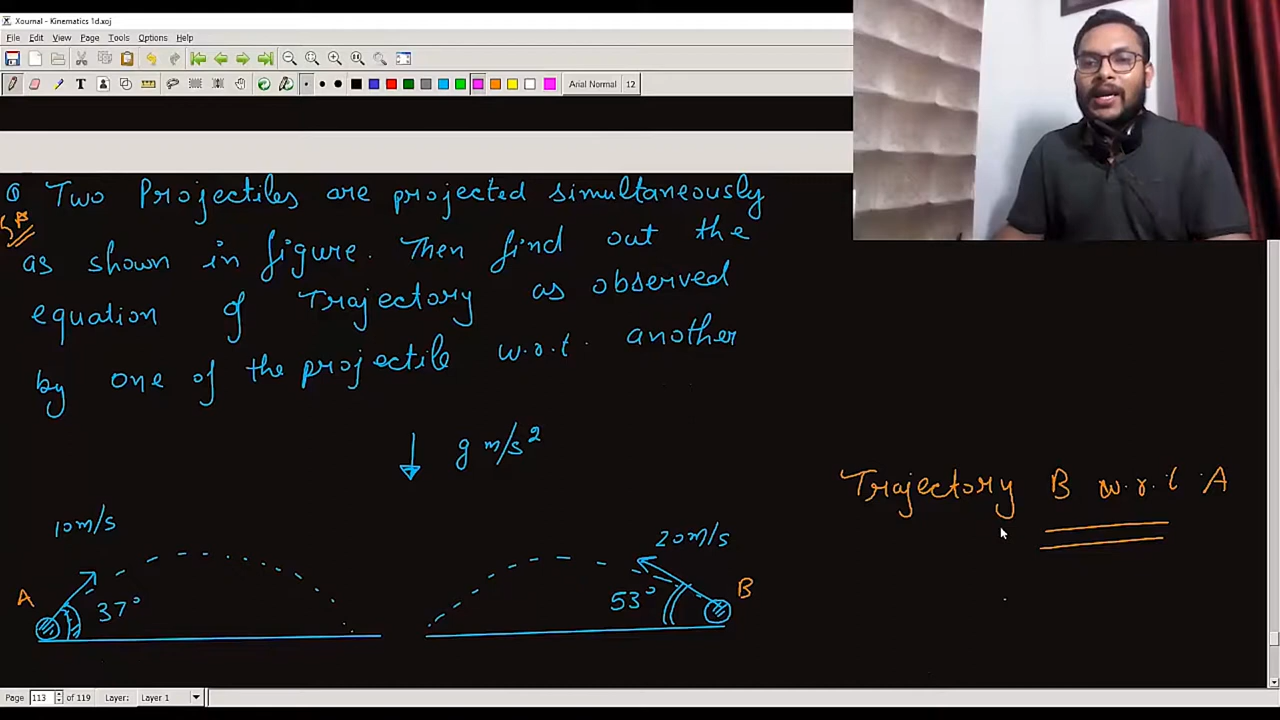 Xournal - Kinematics 1d.xoj
File Edit View Page Tools Options Help
Arial Normal 12
Q Two Projectiles are projected simultaneously
as shown in figure. Then find out the
equation of Trajectory as observed
by one of the projectile w.r.t. another
↓ g m/s²
Trajectory B w.r.t A
10m/s
20m/s
A 37°
53° B
Page 113 of 119 Layer: Layer 1